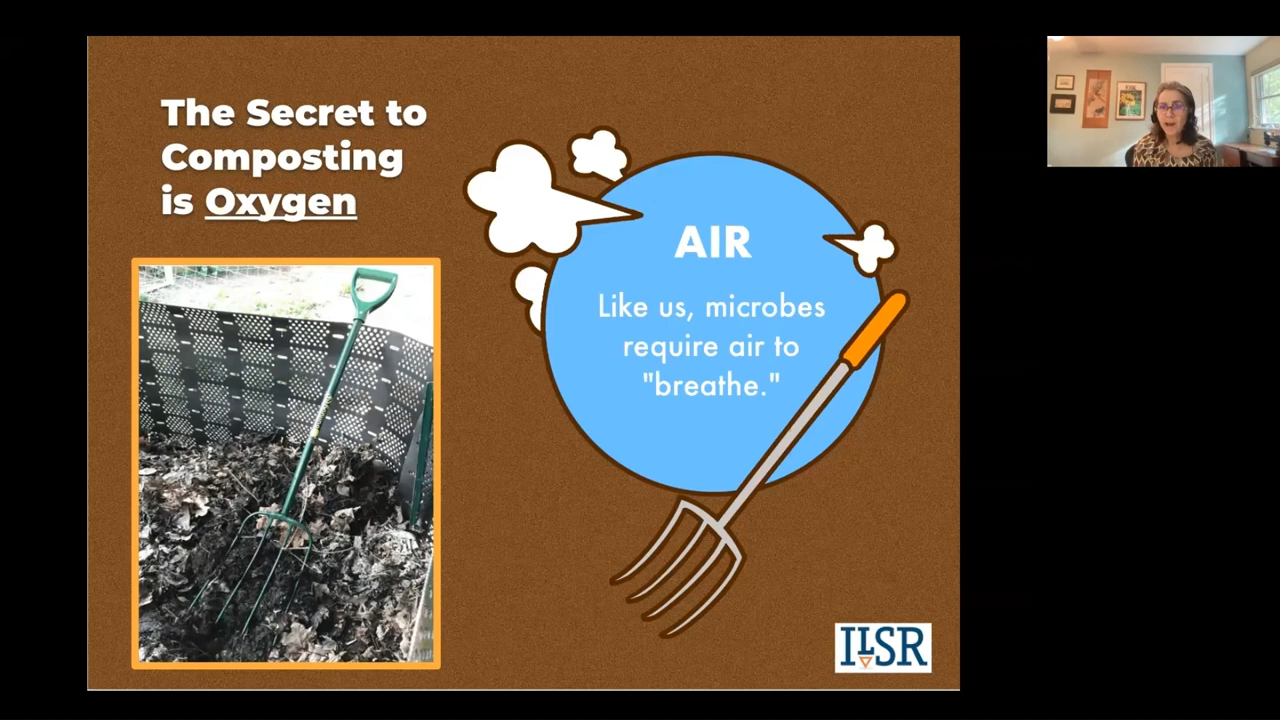 The Secret to
Composting
is Oxygen
AIR
Like us, microbes
require air to
"breathe."
ILSR